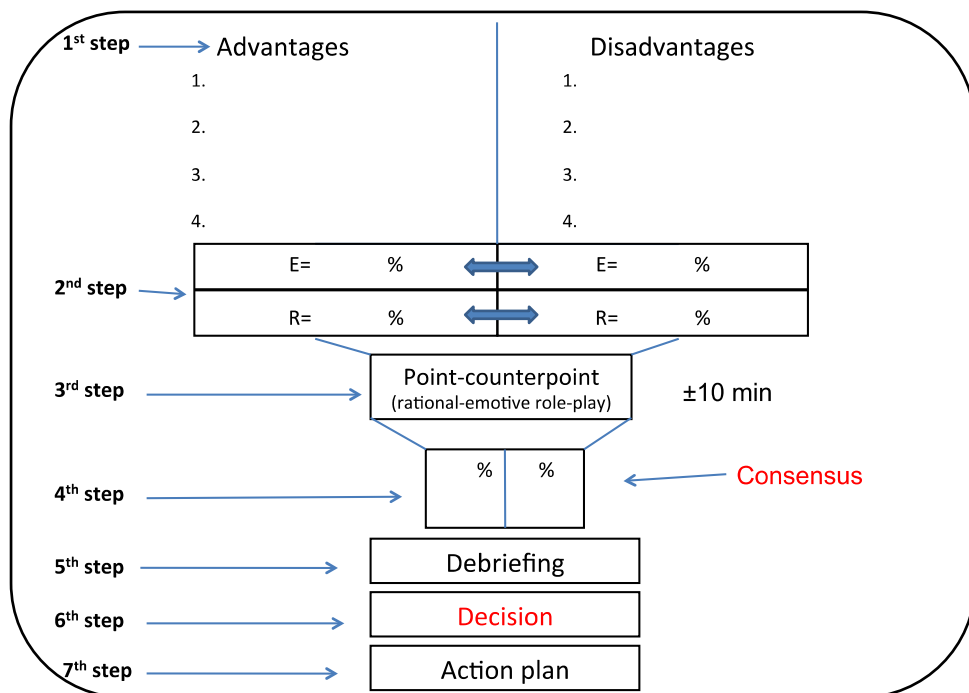 1st step Advantages Disadvantages
1. 1.
2. 2.
3. 3.
4. 4.
E= % E= %
2nd step
R= % R= %
3rd step Point-counterpoint ±10 min
(rational-emotive role-play)
% %
4th step Consensus
5th step Debriefing
6th step Decision
7th step Action plan